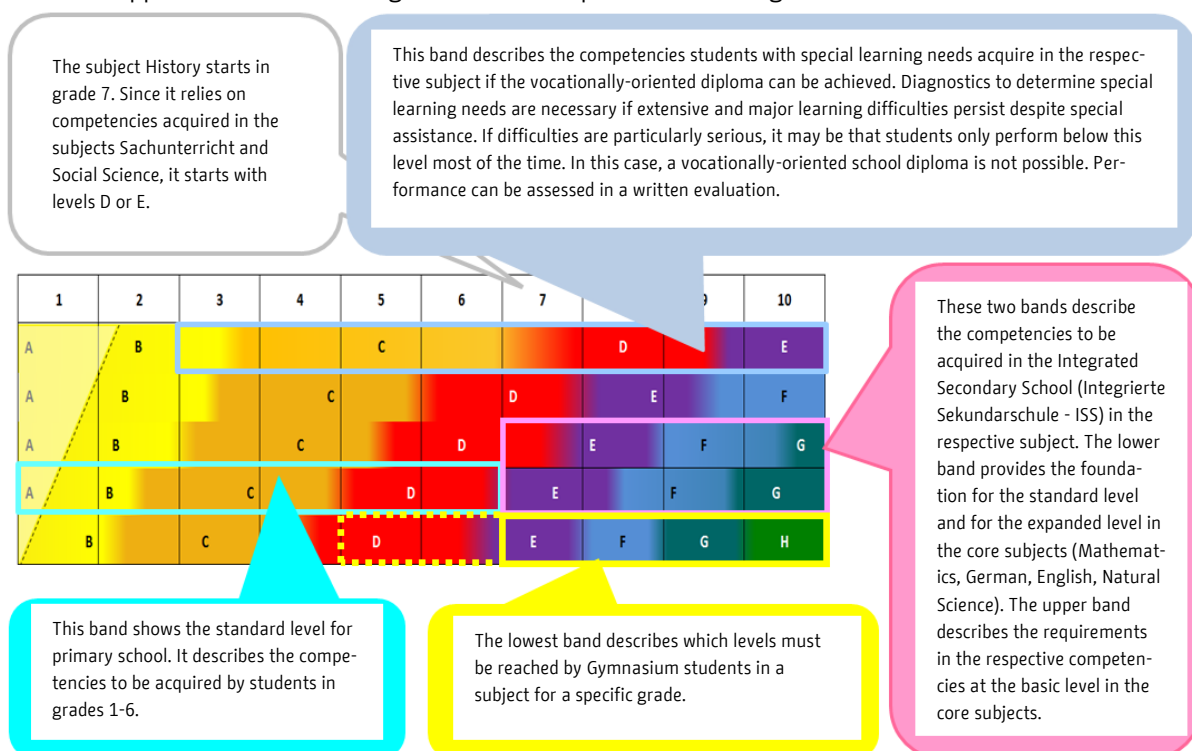 The subject History starts in
grade 7. Since it relies on
competencies acquired in the
subjects Sachunterricht and
Social Science, it starts with
levels D or E.
This band describes the competencies students with special learning needs acquire in the respec-
tive subject if the vocationally-oriented diploma can be achieved. Diagnostics to determine special
learning needs are necessary if extensive and major learning difficulties persist despite special
assistance. If difficulties are particularly serious, it may be that students only perform below this
level most of the time. In this case, a vocationally-oriented school diploma is not possible. Per-
formance can be assessed in a written evaluation.
1 2 3 4 5 6 7 10
A B C D E
A B C D E F
A B C D E F G
A B C D E F G
B C D E F G H
These two bands describe
the competencies to be
acquired in the Integrated
Secondary School (Integrierte
Sekundarschule - ISS) in the
respective subject. The lower
band provides the founda-
tion for the standard level
and for the expanded level in
the core subjects (Mathemat-
ics, German, English, Natural
Science). The upper band
describes the requirements
in the respective competen-
cies at the basic level in the
core subjects.
This band shows the standard level for
primary school. It describes the compe-
tencies to be acquired by students in
grades 1-6.
The lowest band describes which levels must
be reached by Gymnasium students in a
subject for a specific grade.